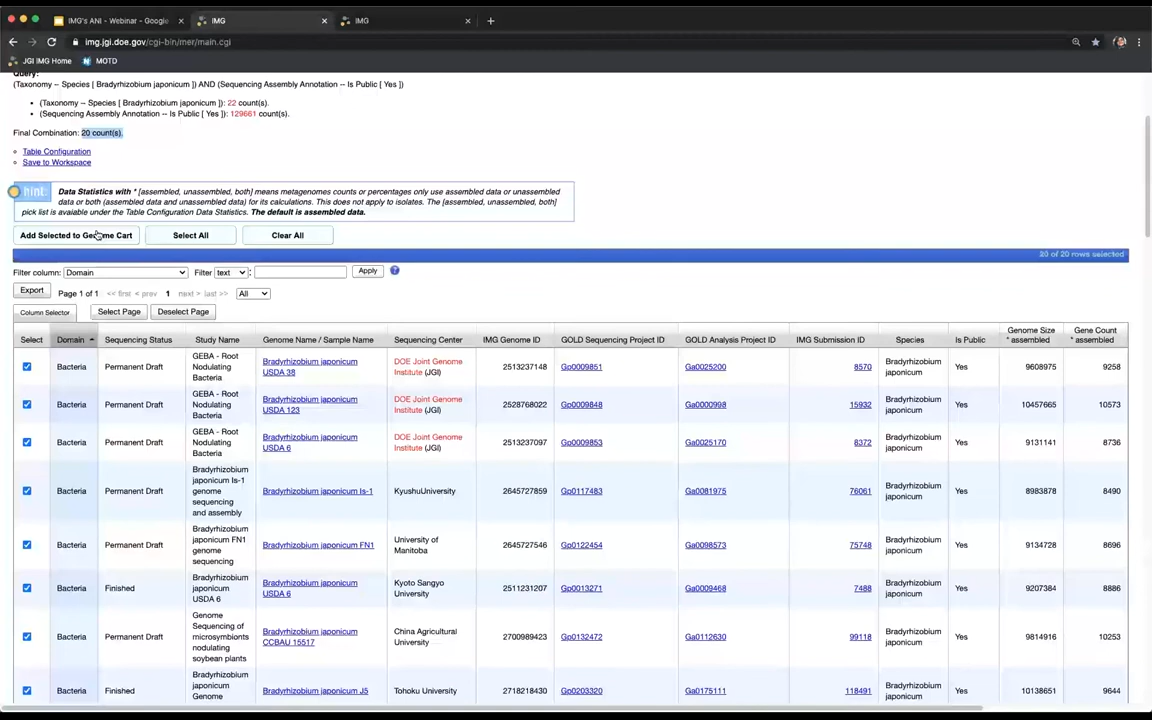 IMG's ANI - Webinar - Google
IMG
IMG
img.jgi.doe.gov/cgi-bin/mer/main.cgi
JGI IMG Home
MOTD
Query:
(Taxonomy -- Species [ Bradyrhizobium japonicum ]) AND (Sequencing Assembly Annotation -- Is Public [ Yes ])
(Taxonomy -- Species [ Bradyrhizobium japonicum ]): 22 count(s).
(Sequencing Assembly Annotation -- Is Public [ Yes ]): 129661 count(s).
Final Combination: 20 count(s).
Table Configuration
Save to Workspace
hint: Data Statistics with * [assembled, unassembled, both] means metagenomes counts or percentages only use assembled data or unassembled
data or both (assembled data and unassembled data) for its calculations. This does not apply to isolates. The [assembled, unassembled, both]
pick list is avaiable under the Table Configuration Data Statistics. The default is assembled data.
Add Selected to Genome Cart Select All Clear All
20 of 20 rows selected
Filter column: Domain Filter text : Apply ?
Export Page 1 of 1 << first < prev 1 next > last >> All
Column Selector Select Page Deselect Page
Select Domain Sequencing Status Study Name Genome Name / Sample Name Sequencing Center IMG Genome ID GOLD Sequencing Project ID GOLD Analysis Project ID IMG Submission ID Species Is Public Genome Size * assembled Gene Count * assembled
Bacteria Permanent Draft GEBA - Root Nodulating Bacteria Bradyrhizobium japonicum USDA 38 DOE Joint Genome Institute (JGI) 2513237148 Gp0009851 Ga0025200 8570 Bradyrhizobium japonicum Yes 9608975 9258
Bacteria Permanent Draft GEBA - Root Nodulating Bacteria Bradyrhizobium japonicum USDA 123 DOE Joint Genome Institute (JGI) 2528768022 Gp0009848 Ga0000998 15932 Bradyrhizobium japonicum Yes 10457665 10573
Bacteria Permanent Draft GEBA - Root Nodulating Bacteria Bradyrhizobium japonicum USDA 6 DOE Joint Genome Institute (JGI) 2513237097 Gp0009853 Ga0025170 8372 Bradyrhizobium japonicum Yes 9131141 8736
Bacteria Permanent Draft Bradyrhizobium japonicum Is-1 genome sequencing and assembly Bradyrhizobium japonicum Is-1 KyushuUniversity 2645727859 Gp0117483 Ga0081975 76061 Bradyrhizobium japonicum Yes 8983878 8490
Bacteria Permanent Draft Bradyrhizobium japonicum FN1 genome sequencing Bradyrhizobium japonicum FN1 University of Manitoba 2645727546 Gp0122454 Ga0098573 75748 Bradyrhizobium japonicum Yes 9134728 8696
Bacteria Finished Bradyrhizobium japonicum USDA 6 Bradyrhizobium japonicum USDA 6 Kyoto Sangyo University 2511231207 Gp0013271 Ga0009468 7488 Bradyrhizobium japonicum Yes 9207384 8886
Bacteria Permanent Draft Genome Sequencing of microsymbionts nodulating soybean plants Bradyrhizobium japonicum CCBAU 15517 China Agricultural University 2700989423 Gp0132472 Ga0112630 99118 Bradyrhizobium japonicum Yes 9814916 10253
Bacteria Finished Bradyrhizobium japonicum Genome Bradyrhizobium japonicum J5 Tohoku University 2718218430 Gp0203320 Ga0175111 118491 Bradyrhizobium japonicum Yes 10138651 9644